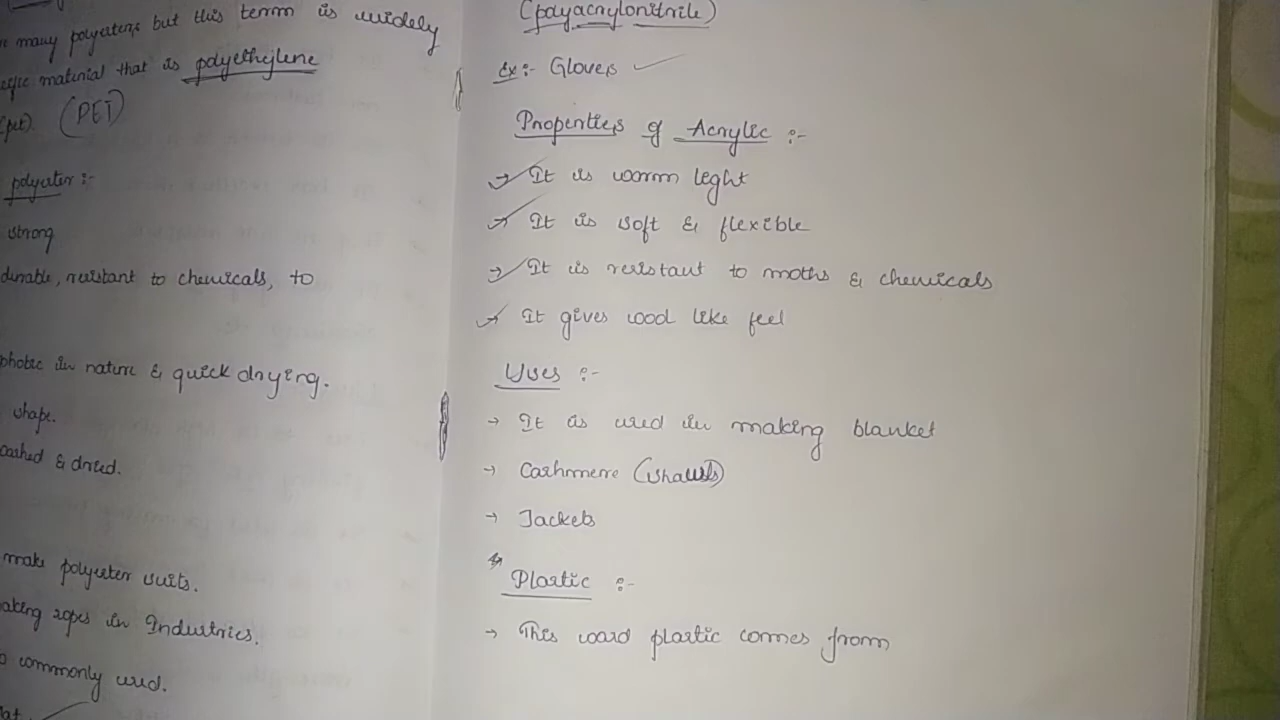 many polyesters but this term is widely
material that is polyethylene
(pet). (PET)
polyester :-
strong
durable, resistant to chemicals, to
phobic in nature & quick drying.
shape.
washed & dried.
make polyester suits.
making ropes in Industries.
commonly used.
(polyacrylonitrile)
Ex:- Gloves
Properties of Acrylic :-
→ It is warm leght
→ It is soft & flexible
→ It is resistant to moths & chemicals
→ It gives wool like feel
Uses :-
→ It is used in making blanket
→ Cashmere (shawls)
→ Jackets
Plastic :-
→ This word plastic comes from